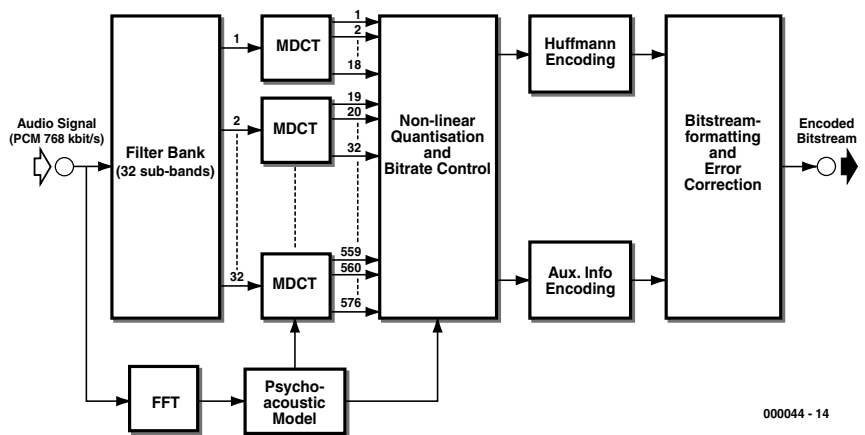 Audio Signal
(PCM 768 kbit/s)
Filter Bank
(32 sub-bands)
1
2
32
MDCT
MDCT
MDCT
1
2
18
19
20
32
559
560
576
Non-linear
Quantisation
and
Bitrate Control
Huffmann
Encoding
Aux. Info
Encoding
Bitstream-
formatting
and
Error
Correction
Encoded
Bitstream
FFT
Psycho-
acoustic
Model
000044 - 14